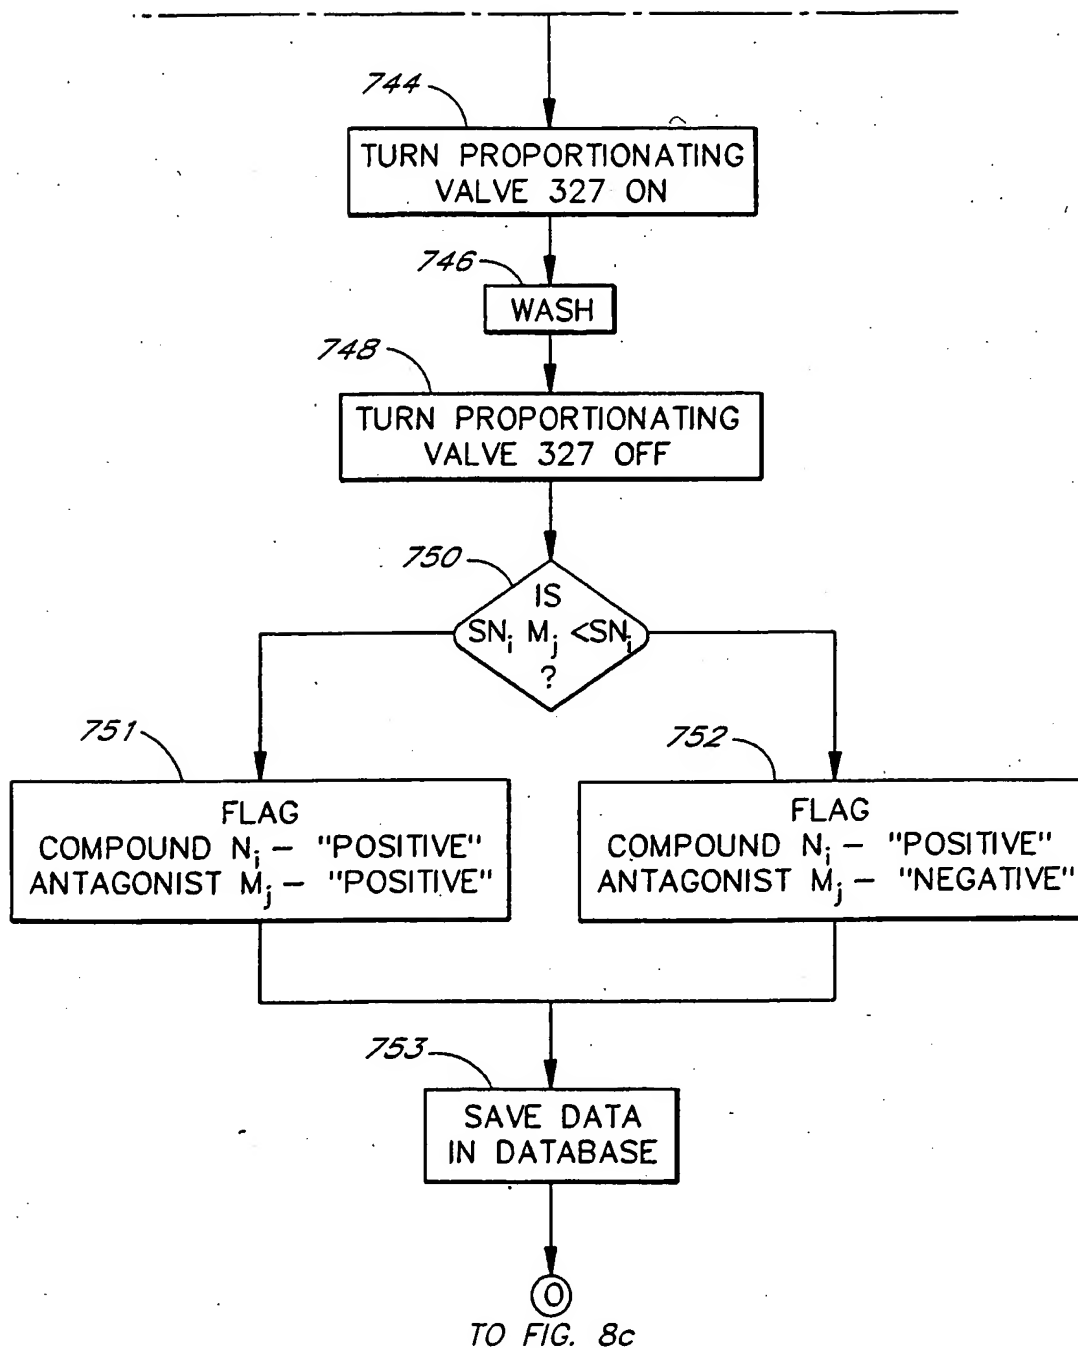 744
TURN PROPORTIONATING
VALVE 327 ON
746
WASH
748
TURN PROPORTIONATING
VALVE 327 OFF
750
IS
SNi Mj <SNi
?
751
FLAG
COMPOUND Ni – "POSITIVE"
ANTAGONIST Mj – "POSITIVE"
752
FLAG
COMPOUND Ni – "POSITIVE"
ANTAGONIST Mj – "NEGATIVE"
753
SAVE DATA
IN DATABASE
O
TO FIG. 8c